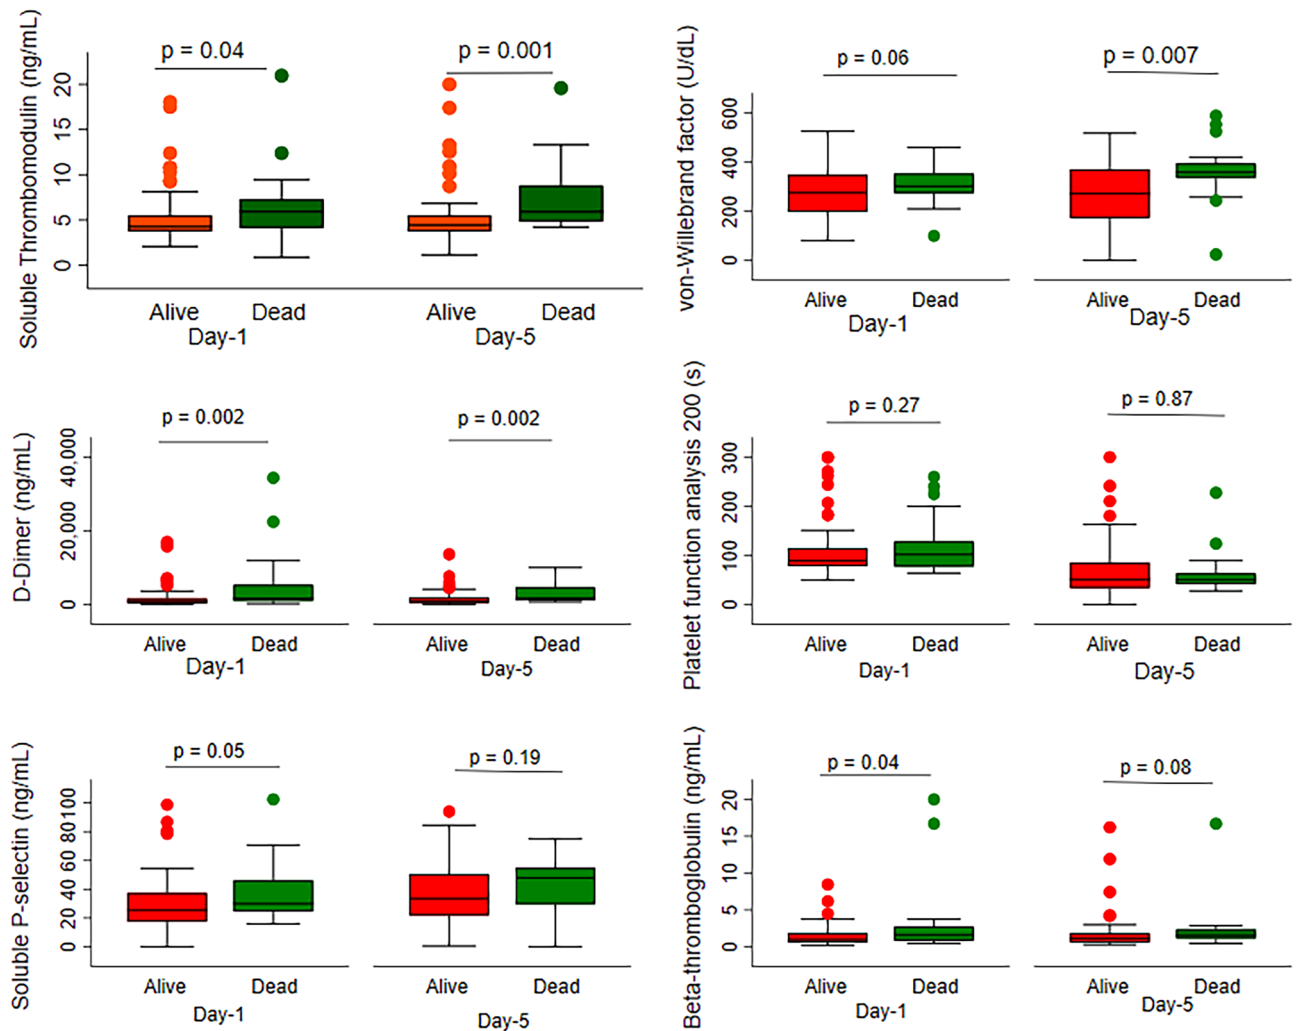 Soluble Thrombomodulin (ng/mL)
p = 0.04
p = 0.001
20
15
10
5
0
Alive
Dead
Alive
Dead
Day-1
Day-5
von-Willebrand factor (U/dL)
p = 0.06
p = 0.007
600
400
200
0
Alive
Dead
Alive
Dead
Day-1
Day-5
D-Dimer (ng/mL)
p = 0.002
p = 0.002
40,000
20,000
0
Alive
Dead
Alive
Dead
Day-1
Day-5
Platelet function analysis 200 (s)
p = 0.27
p = 0.87
300
200
100
0
Alive
Dead
Alive
Dead
Day-1
Day-5
Soluble P-selectin (ng/mL)
p = 0.05
p = 0.19
100
80
60
40
20
0
Alive
Dead
Alive
Dead
Day-1
Day-5
Beta-thromboglobulin (ng/mL)
p = 0.04
p = 0.08
20
15
10
5
0
Alive
Dead
Alive
Dead
Day-1
Day-5